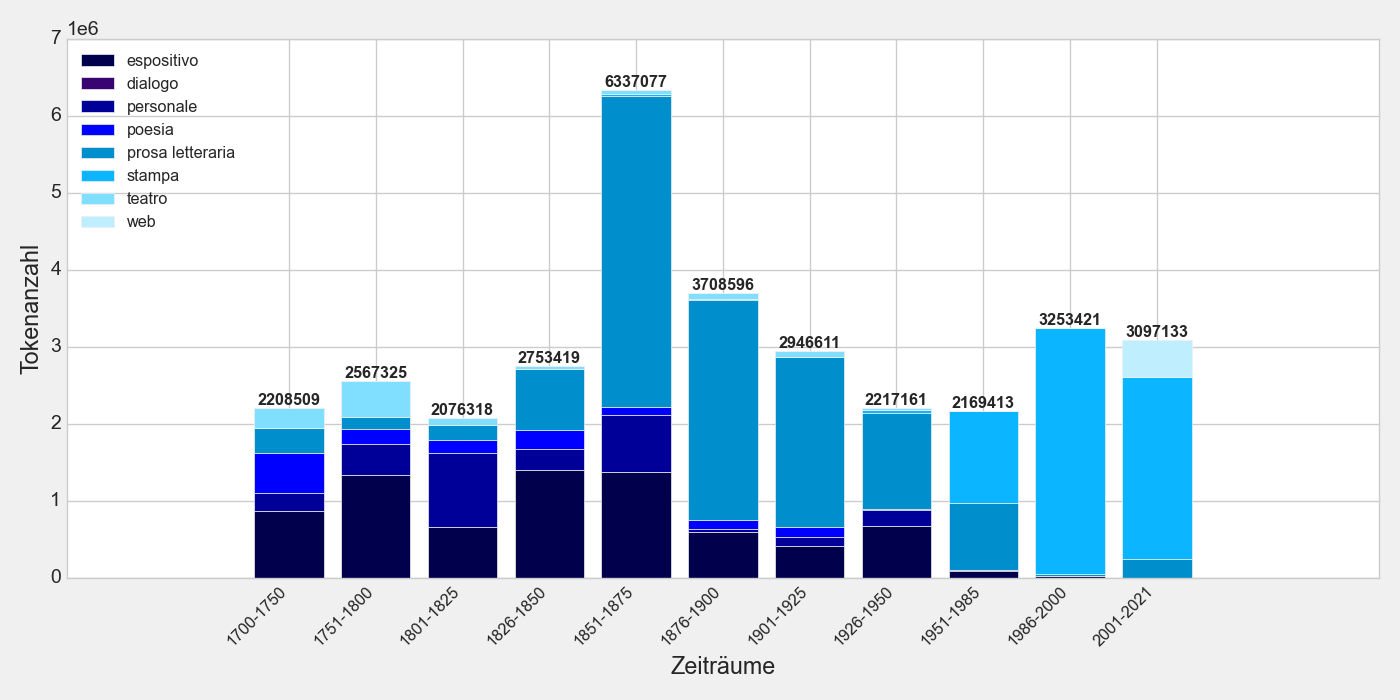 1e6
7
6
5
4
3
2
1
0
Tokenanzahl
espositivo
dialogo
personale
poesia
prosa letteraria
stampa
teatro
web
2208509
2567325
2076318
2753419
6337077
3708596
2946611
2217161
2169413
3253421
3097133
1700-1750
1751-1800
1801-1825
1826-1850
1851-1875
1876-1900
1901-1925
1926-1950
1951-1985
1986-2000
2001-2021
Zeiträume